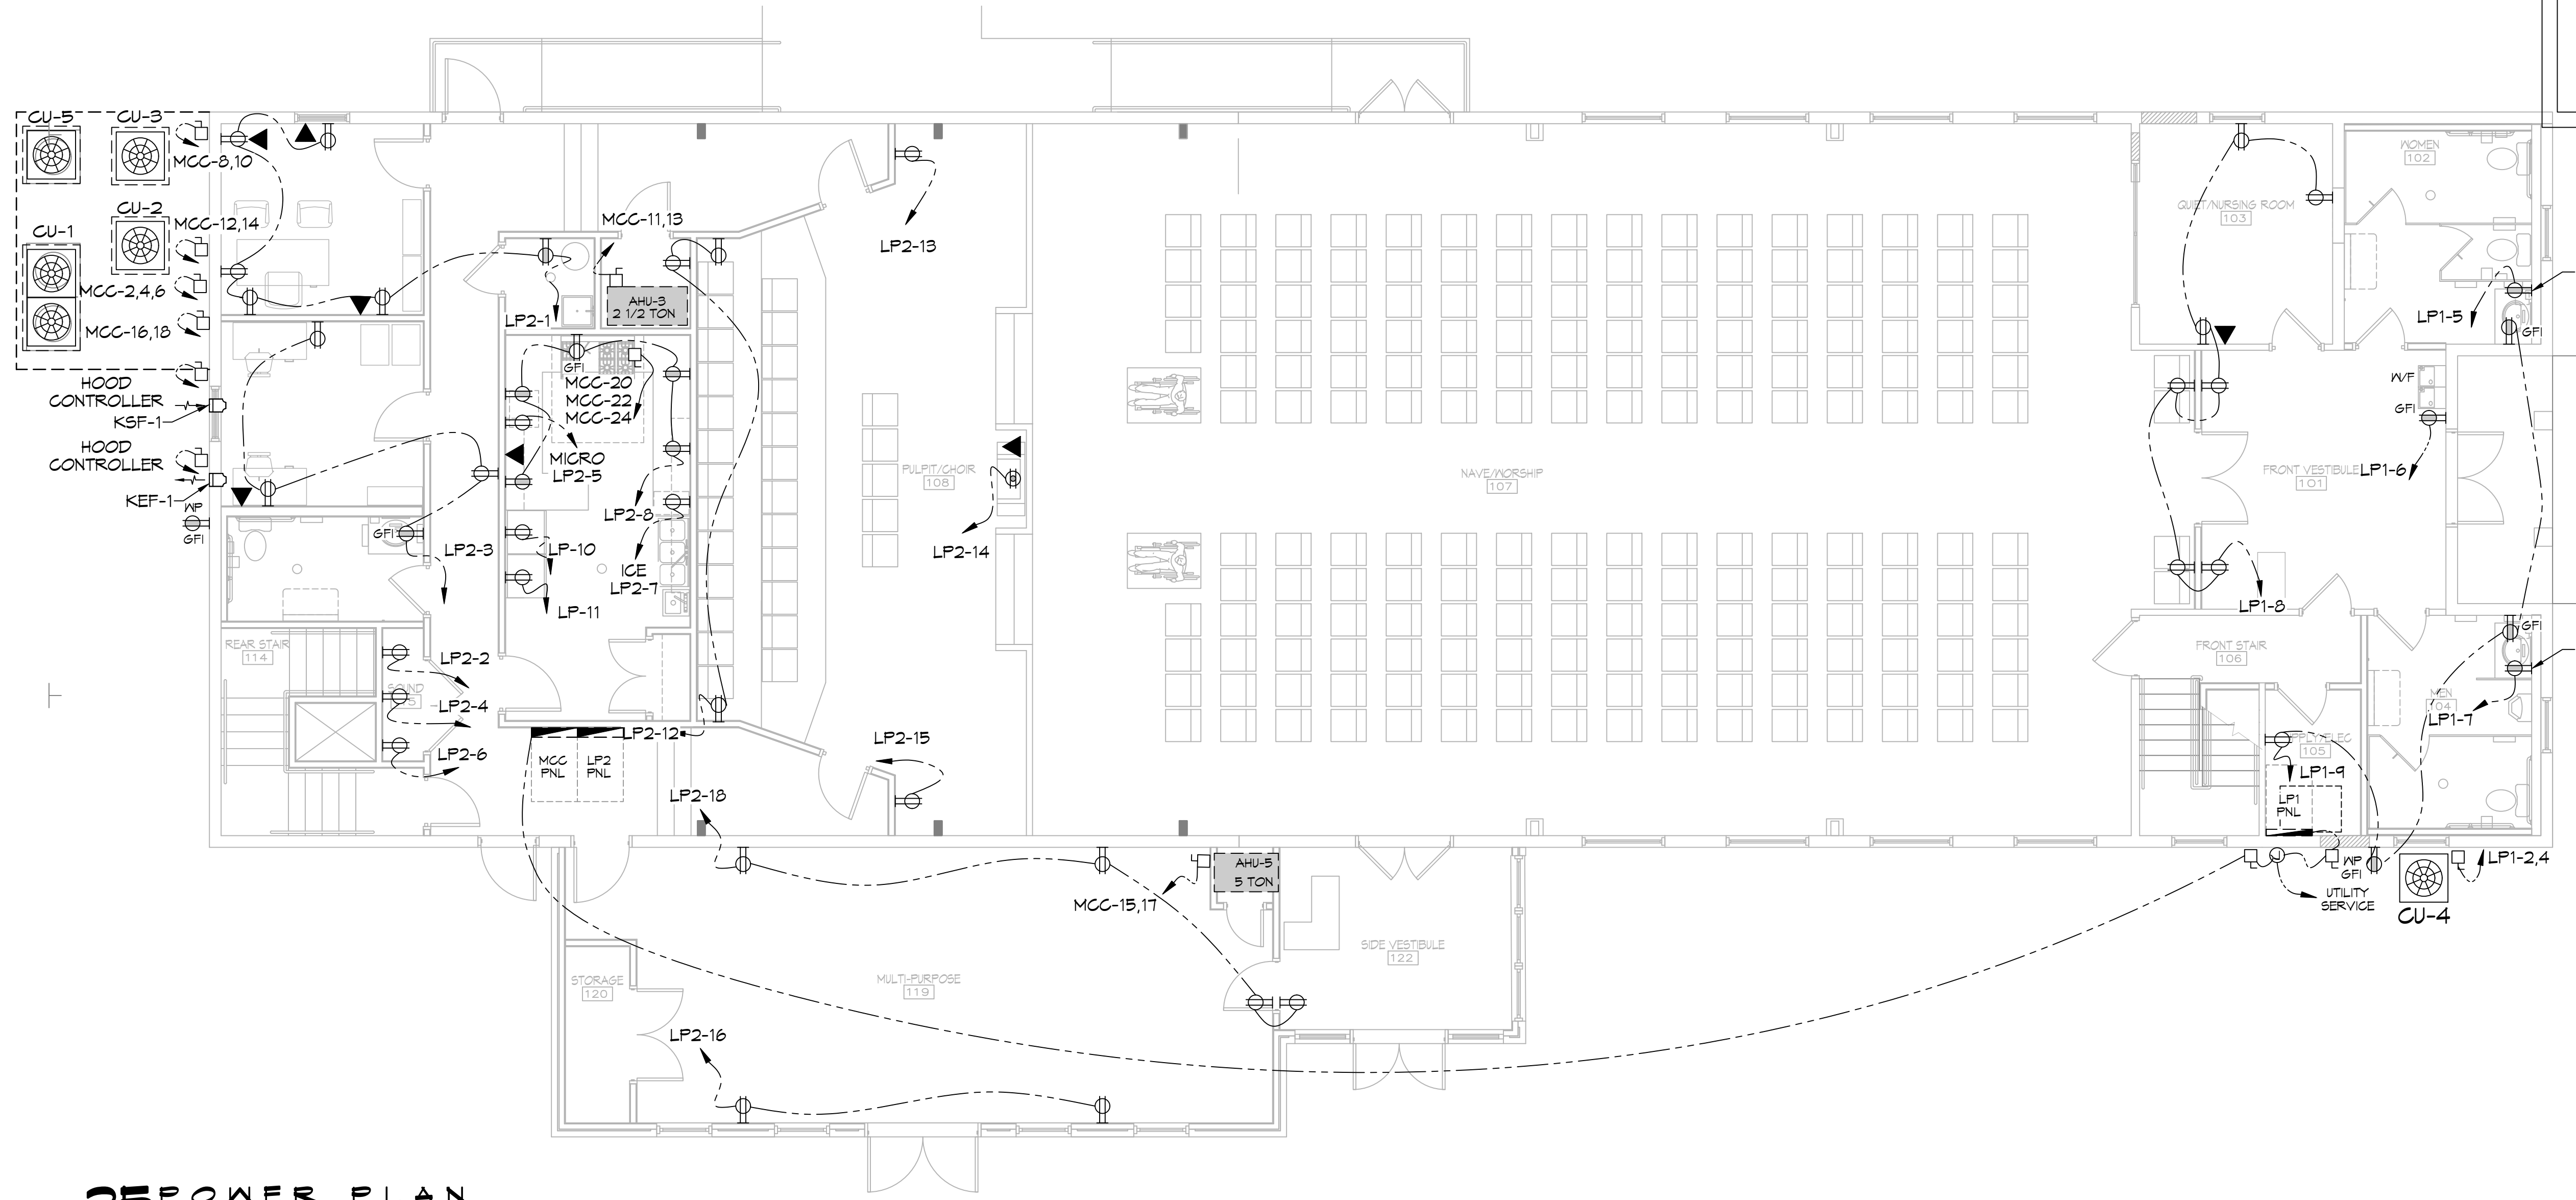 CU-5
CU-3
MCC-8,10
CU-2
MCC-12,14
CU-1
MCC-2,4,6
MCC-16,18
HOOD
CONTROLLER
KSF-1
HOOD
CONTROLLER
KEF-1
WP
GFI
GFI
LP2-3
REAR STAIR
114
LP2-2
LP2-4
LP2-6
MCC-11,13
AHU-3
2 1/2 TON
LP2-1
GFI
MCC-20
MCC-22
MCC-24
MICRO
LP2-5
LP2-8
LP-10
ICE
LP2-7
LP-11
LP2-12
MCC
PNL
LP2
PNL
LP2-13
PULPIT/CHOIR
108
LP2-14
LP2-15
LP2-18
NAVE/WORSHIP
107
WOMEN
102
QUIET/NURSING ROOM
103
LP1-5
GFI
W/F
GFI
FRONT VESTIBULE
101
LP1-6
LP1-8
FRONT STAIR
106
GFI
MEN
104
LP1-7
105
LP1-9
LP1
PNL
WP
GFI
LP1-2,4
UTILITY
SERVICE
CU-4
AHU-5
5 TON
MCC-15,17
SIDE VESTIBULE
122
STORAGE
120
MULTI-PURPOSE
119
LP2-16
POWER PLAN